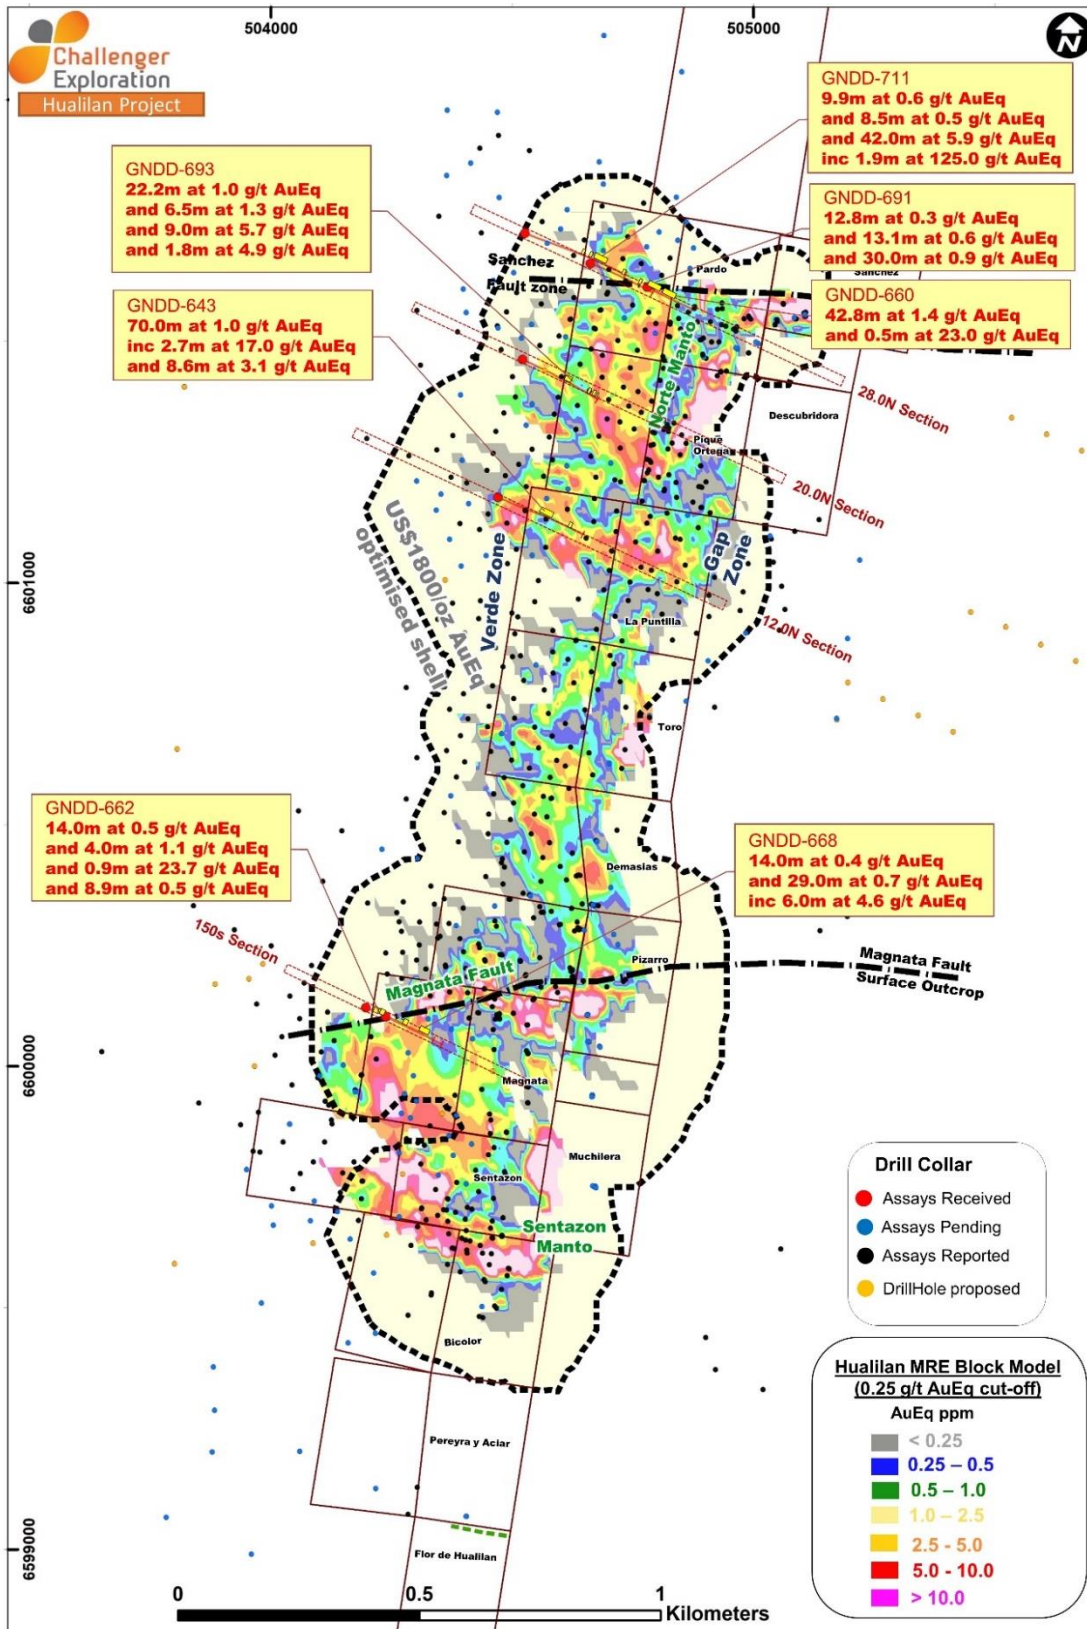 504000
505000
N
Challenger
Exploration
Hualilan Project
GNDD-711
9.9m at 0.6 g/t AuEq
and 8.5m at 0.5 g/t AuEq
and 42.0m at 5.9 g/t AuEq
inc 1.9m at 125.0 g/t AuEq
GNDD-693
22.2m at 1.0 g/t AuEq
and 6.5m at 1.3 g/t AuEq
and 9.0m at 5.7 g/t AuEq
and 1.8m at 4.9 g/t AuEq
GNDD-691
12.8m at 0.3 g/t AuEq
and 13.1m at 0.6 g/t AuEq
and 30.0m at 0.9 g/t AuEq
Sanchez
Fault zone
Pardo
Sanchez
GNDD-660
42.8m at 1.4 g/t AuEq
and 0.5m at 23.0 g/t AuEq
GNDD-643
70.0m at 1.0 g/t AuEq
inc 2.7m at 17.0 g/t AuEq
and 8.6m at 3.1 g/t AuEq
Norte Manto
28.0N Section
Descubridora
Pique
Ortega
20.0N Section
US$1800/oz AuEq
optimised shell
Verde Zone
Gap
Zone
6601000
La Puntilla
12.0N Section
Toro
GNDD-662
14.0m at 0.5 g/t AuEq
and 4.0m at 1.1 g/t AuEq
and 0.9m at 23.7 g/t AuEq
and 8.9m at 0.5 g/t AuEq
GNDD-668
14.0m at 0.4 g/t AuEq
and 29.0m at 0.7 g/t AuEq
inc 6.0m at 4.6 g/t AuEq
Demasias
150s Section
Pizarro
Magnata Fault
Magnata Fault
Surface Outcrop
6600000
Magnata
Muchilera
Sentazon
Sentazon
Manto
Bicolor
Pereyra y Aciar
Flor de Hualilan
6599000
Drill Collar
Assays Received
Assays Pending
Assays Reported
DrillHole proposed
Hualilan MRE Block Model
(0.25 g/t AuEq cut-off)
AuEq ppm
< 0.25
0.25 – 0.5
0.5 – 1.0
1.0 – 2.5
2.5 - 5.0
5.0 - 10.0
> 10.0
0
0.5
1
Kilometers